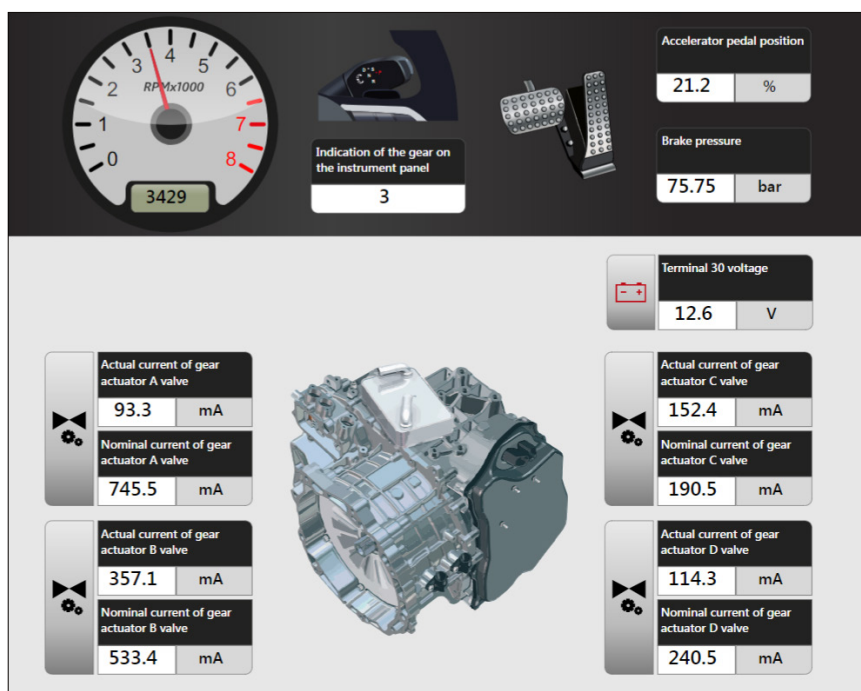 0
1
2
3
4
5
6
7
8
RPMx1000
3429
Indication of the gear on
the instrument panel
3
Accelerator pedal position
21.2 %
Brake pressure
75.75 bar
Terminal 30 voltage
- +
12.6 V
Actual current of gear
actuator A valve
93.3 mA
Nominal current of gear
actuator A valve
745.5 mA
Actual current of gear
actuator B valve
357.1 mA
Nominal current of gear
actuator B valve
533.4 mA
Actual current of gear
actuator C valve
152.4 mA
Nominal current of gear
actuator C valve
190.5 mA
Actual current of gear
actuator D valve
114.3 mA
Nominal current of gear
actuator D valve
240.5 mA